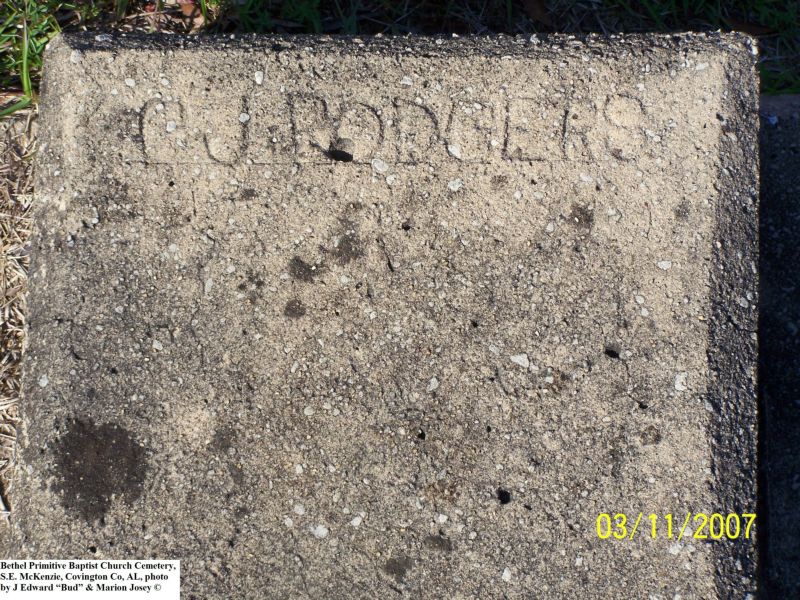 C J RODGERS
03/11/2007
Bethel Primitive Baptist Church Cemetery,
S.E. McKenzie, Covington Co, AL, photo
by J Edward “Bud” & Marion Josey ©